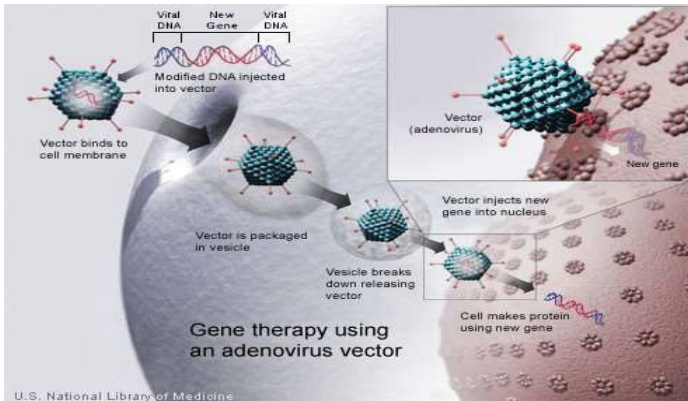 Viral DNA
New Gene
Viral DNA
Modified DNA injected
into vector
Vector binds to
cell membrane
Vector is packaged
in vesicle
Vesicle breaks
down releasing
vector
Vector injects new
gene into nucleus
Cell makes protein
using new gene
Vector
(adenovirus)
New gene
Gene therapy using
an adenovirus vector
U.S. National Library of Medicine